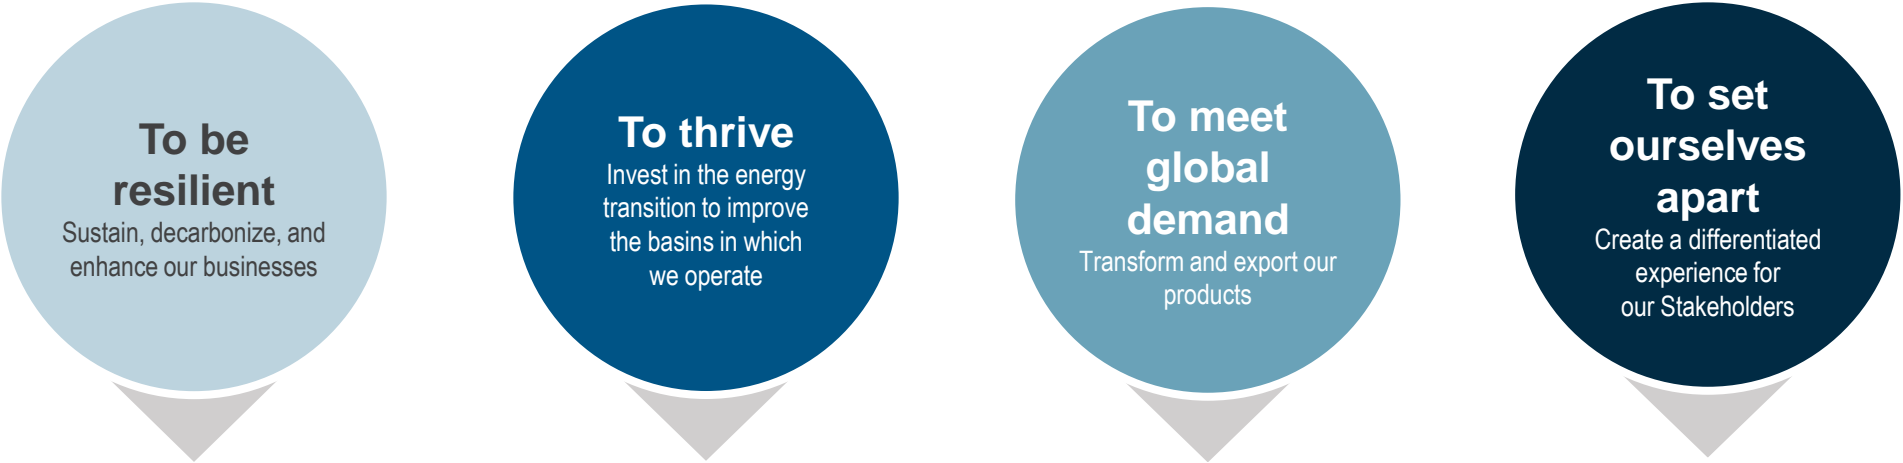 To be
resilient
Sustain, decarbonize, and
enhance our businesses
To thrive
Invest in the energy
transition to improve
the basins in which
we operate
To meet
global
demand
Transform and export our
products
To set
ourselves
apart
Create a differentiated
experience for
our Stakeholders